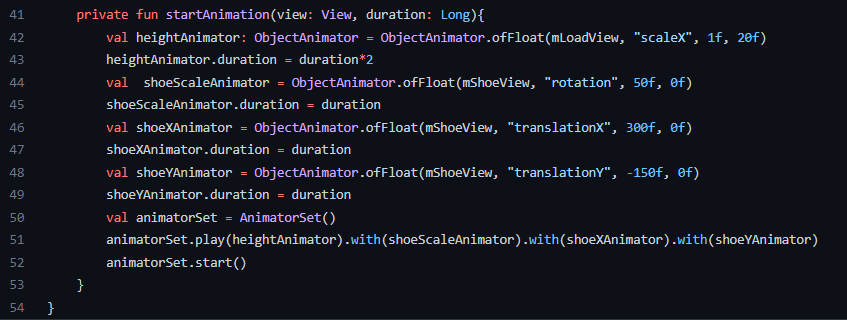 41 private fun startAnimation(view: View, duration: Long){
42 val heightAnimator: ObjectAnimator = ObjectAnimator.ofFloat(mLoadView, "scaleX", 1f, 20f)
43 heightAnimator.duration = duration*2
44 val  shoeScaleAnimator = ObjectAnimator.ofFloat(mShoeView, "rotation", 50f, 0f)
45 shoeScaleAnimator.duration = duration
46 val shoeXAnimator = ObjectAnimator.ofFloat(mShoeView, "translationX", 300f, 0f)
47 shoeXAnimator.duration = duration
48 val shoeYAnimator = ObjectAnimator.ofFloat(mShoeView, "translationY", -150f, 0f)
49 shoeYAnimator.duration = duration
50 val animatorSet = AnimatorSet()
51 animatorSet.play(heightAnimator).with(shoeScaleAnimator).with(shoeXAnimator).with(shoeYAnimator)
52 animatorSet.start()
53 }
54 }